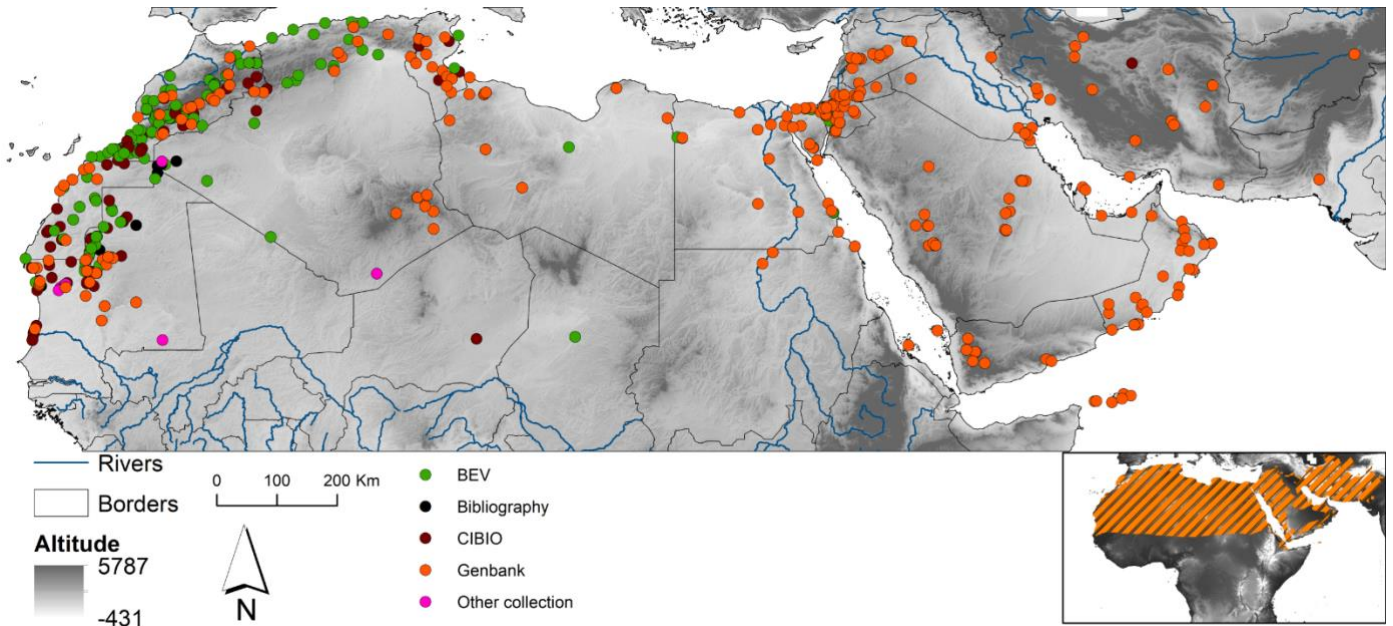 Rivers
Borders
Altitude
5787
-431
0 100 200 Km
N
BEV
Bibliography
CIBIO
Genbank
Other collection